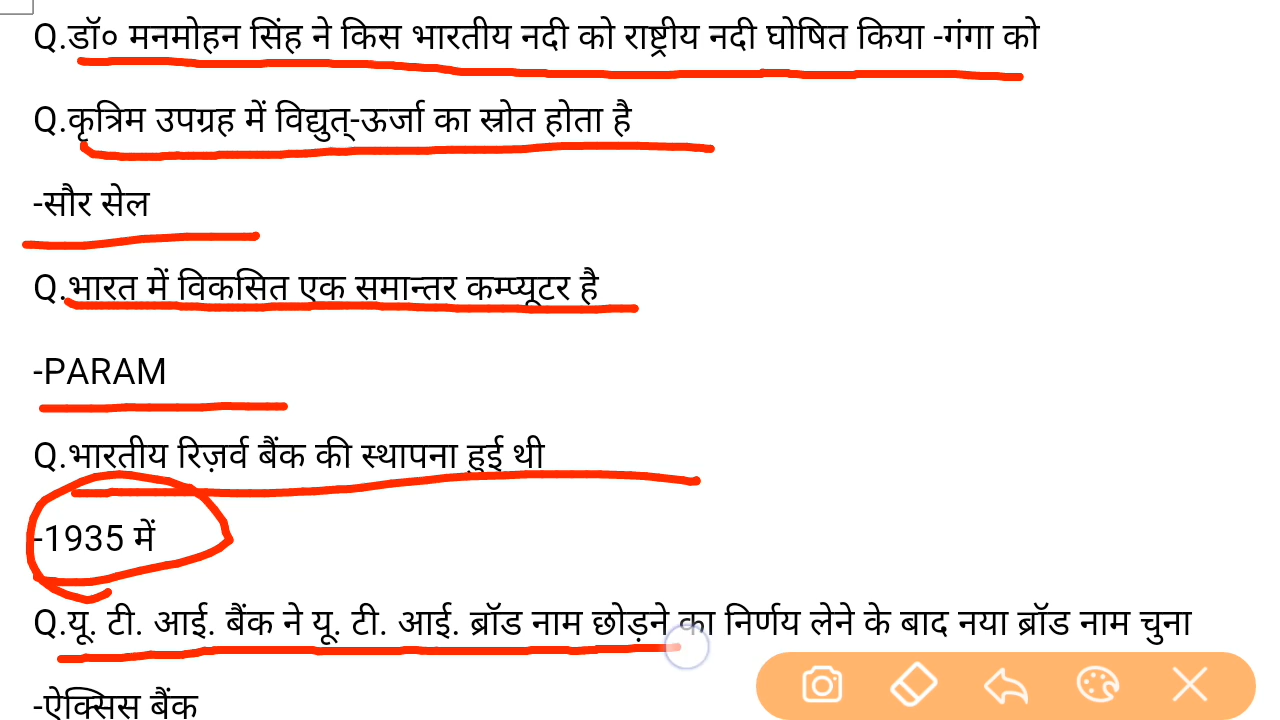 Q.डॉ० मनमोहन सिंह ने किस भारतीय नदी को राष्ट्रीय नदी घोषित किया -गंगा को
Q.कृत्रिम उपग्रह में विद्युत्-ऊर्जा का स्रोत होता है
-सौर सेल
Q.भारत में विकसित एक समान्तर कम्प्यूटर है
-PARAM
Q.भारतीय रिज़र्व बैंक की स्थापना हुई थी
-1935 में
Q.यू. टी. आई. बैंक ने यू. टी. आई. ब्रॉड नाम छोड़ने का निर्णय लेने के बाद नया ब्रॉड नाम चुना
-ऐक्सिस बैंक